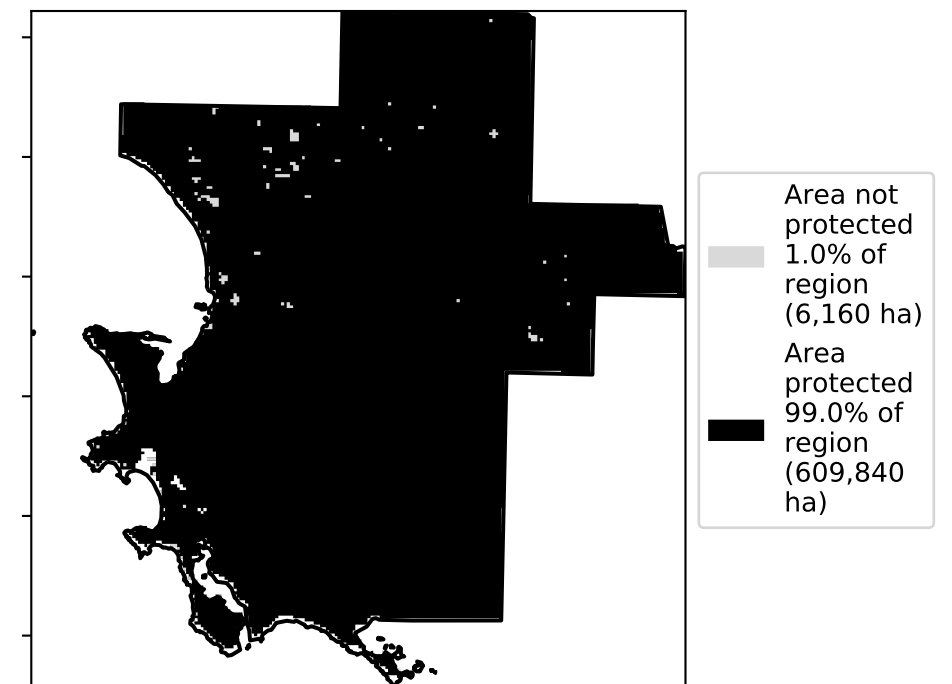 Area not
protected
1.0% of
region
(6,160 ha)
Area
protected
99.0% of
region
(609,840
ha)